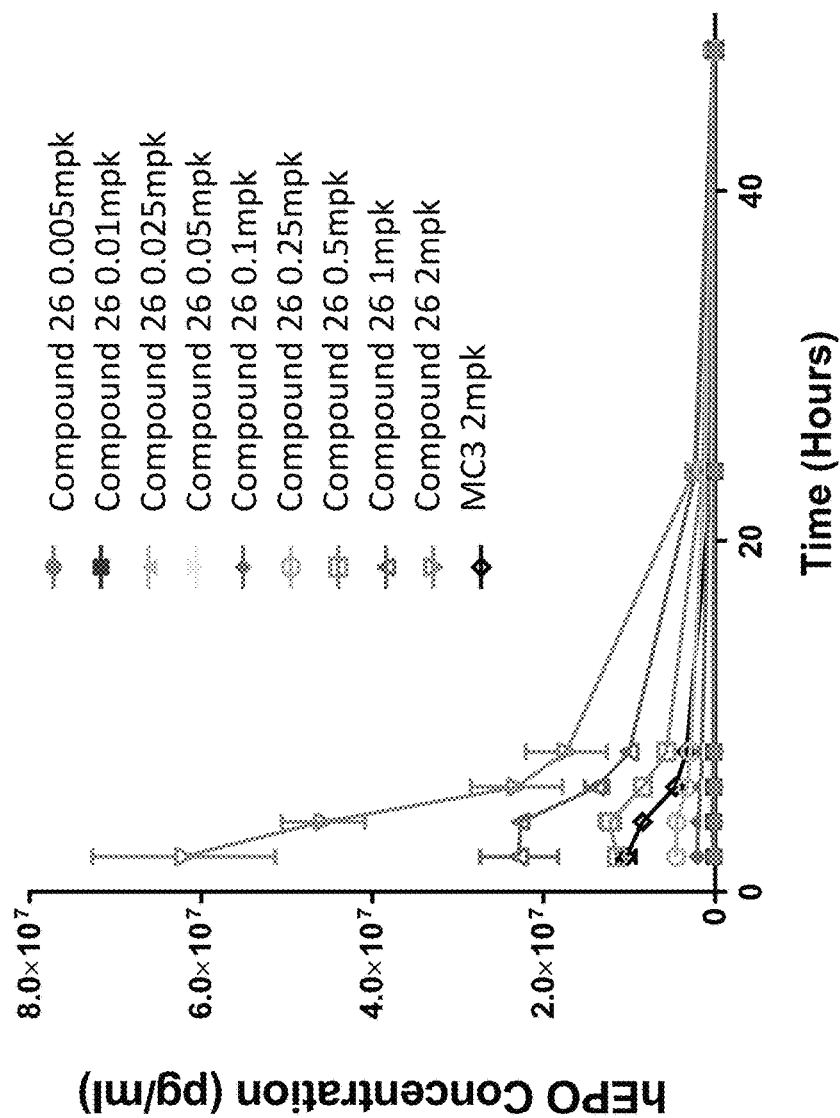 hEPO Concentration (pg/ml)
8.0×10⁷
6.0×10⁷
4.0×10⁷
2.0×10⁷
0
Compound 26 0.005mpk
Compound 26 0.01mpk
Compound 26 0.025mpk
Compound 26 0.05mpk
Compound 26 0.1mpk
Compound 26 0.25mpk
Compound 26 0.5mpk
Compound 26 1mpk
Compound 26 2mpk
MC3 2mpk
0
20
40
Time (Hours)